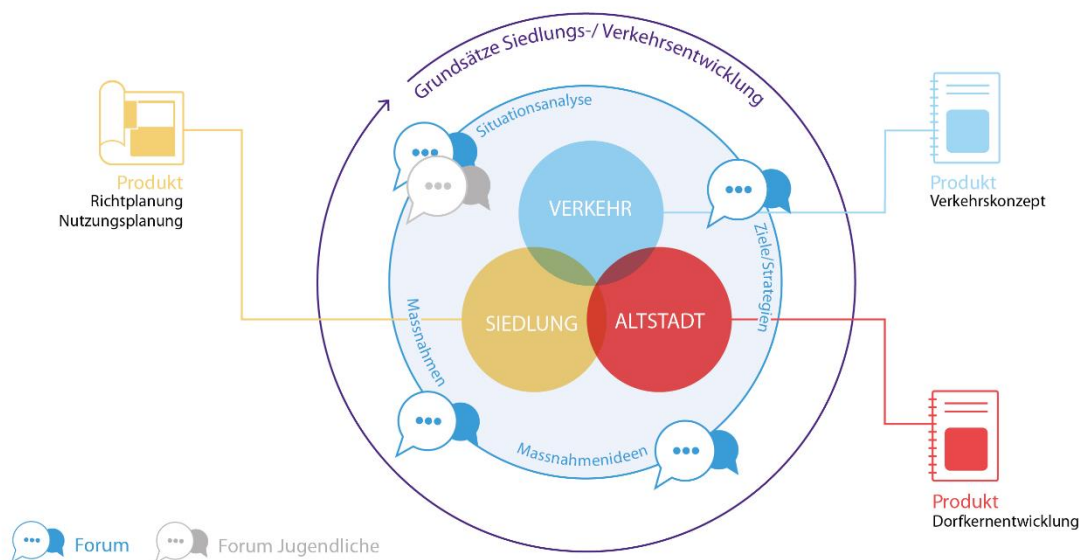 Grundsätze Siedlungs-/ Verkehrsentwicklung
Situationsanalyse
Ziele/Strategien
Massnahmenideen
Massnahmen
VERKEHR
SIEDLUNG
ALTSTADT
Produkt
Richtplanung
Nutzungsplanung
Produkt
Verkehrskonzept
Produkt
Dorfkernentwicklung
Forum
Forum Jugendliche